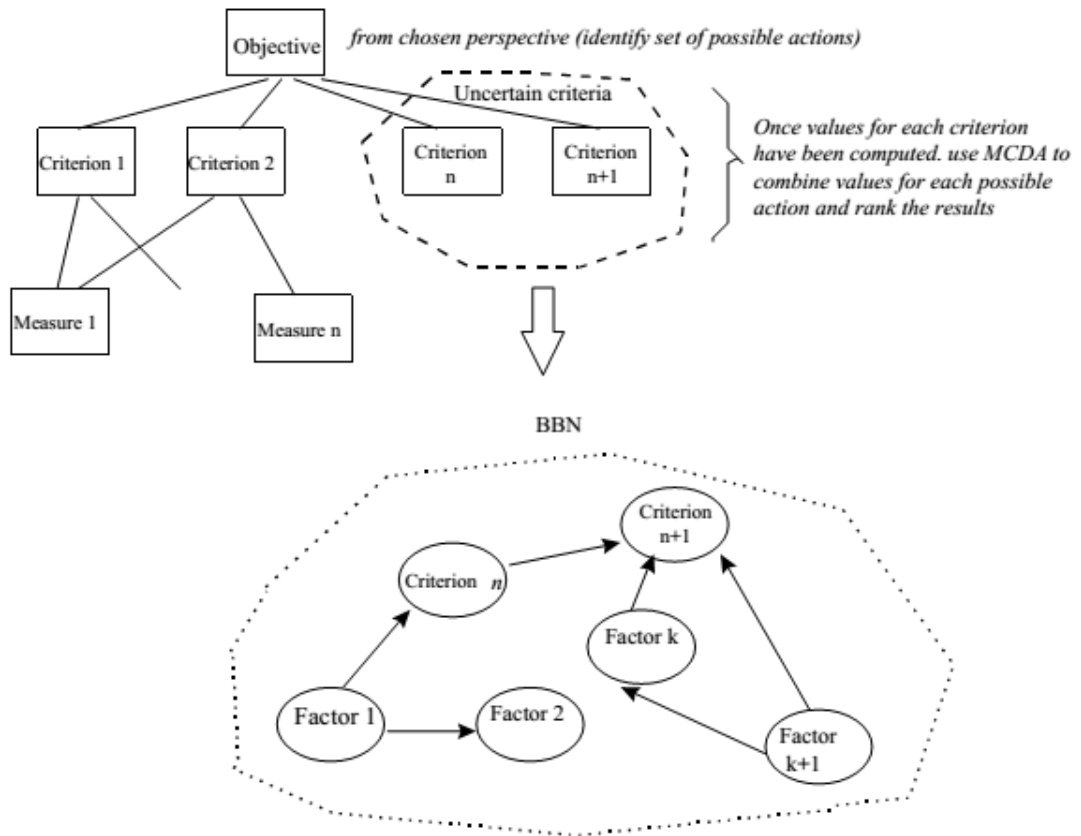 Objective
from chosen perspective (identify set of possible actions)
Uncertain criteria
Criterion 1
Criterion 2
Criterion
n
Criterion
n+1
Once values for each criterion
have been computed. use MCDA to
combine values for each possible
action and rank the results
Measure 1
Measure n
BBN
Criterion
n+1
Criterion n
Factor k
Factor 1
Factor 2
Factor
k+1